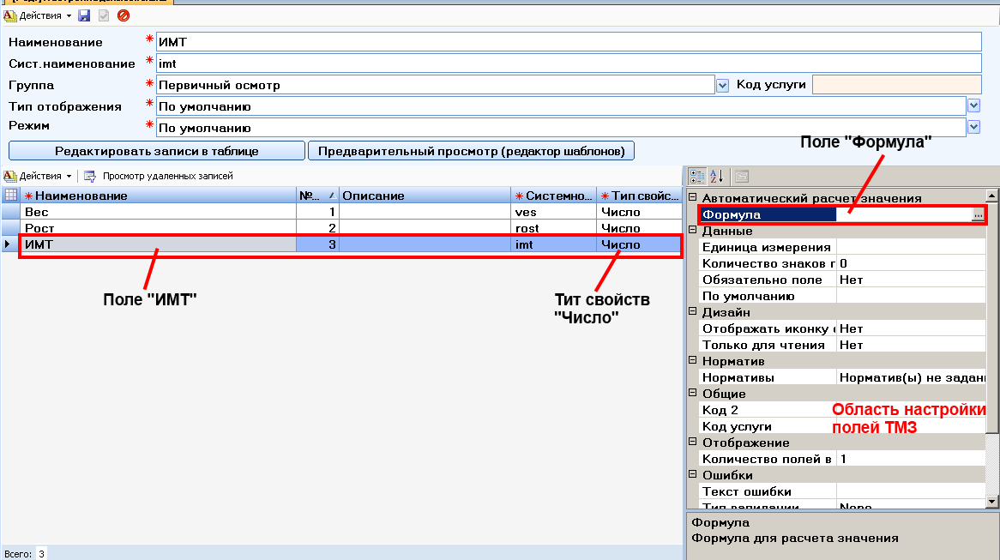 Действия
Наименование ✳ ИМТ
Сист.наименование ✳ imt
Группа ✳ Первичный осмотр Код услуги
Тип отображения ✳ По умолчанию
Режим ✳ По умолчанию
Редактировать записи в таблице Предварительный просмотр (редактор шаблонов)
Поле "Формула"
Действия Просмотр удаленных записей
✳ Наименование №... Описание ✳ Системно... ✳ Тип свойс...
Вес 1 ves Число
Рост 2 rost Число
ИМТ 3 imt Число
Поле "ИМТ"
Тит свойств
"Число"
Автоматический расчет значения
Формула ...
Данные
Единица измерения
Количество знаков г 0
Обязательно поле Нет
По умолчанию
Дизайн
Отображать иконку Нет
Только для чтения Нет
Норматив
Нормативы Норматив(ы) не задан
Общие
Код 2
Код услуги
Область настройки
полей ТМЗ
Отображение
Количество полей в 1
Ошибки
Текст ошибки
Тип валидации None
Формула
Формула для расчета значения
Всего: 3